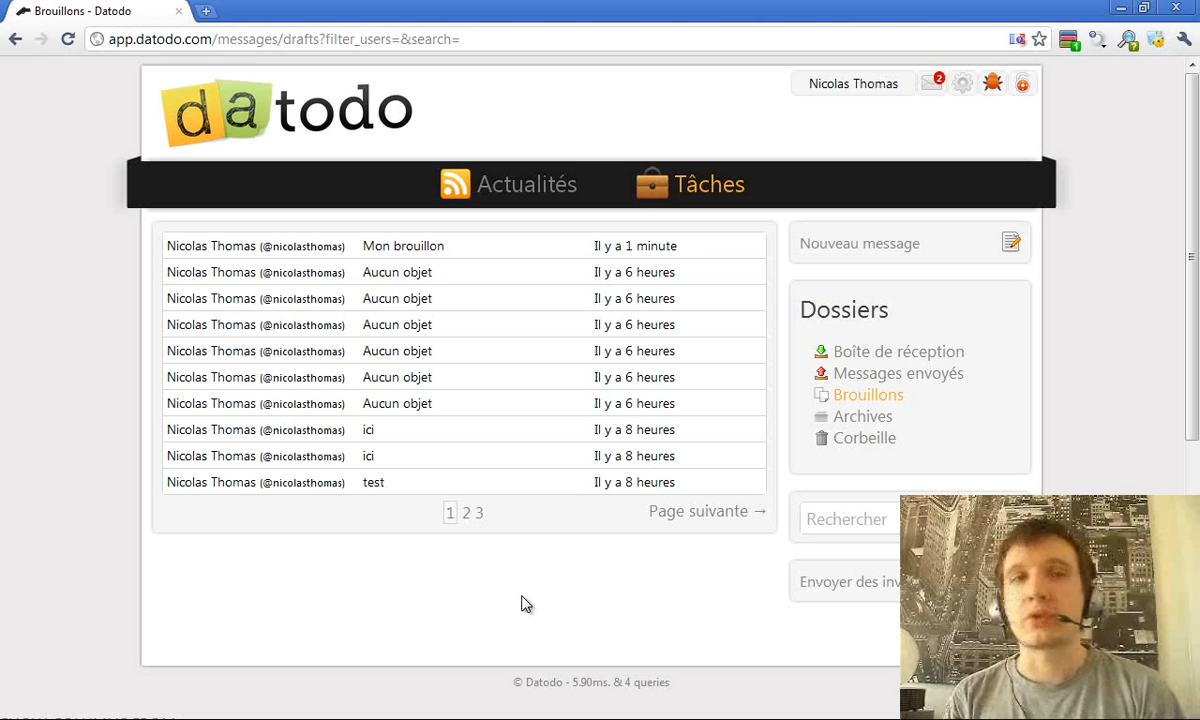 Brouillons - Datodo
app.datodo.com/messages/drafts?filter_users=&search=
1
datodo
Nicolas Thomas
2
Actualités
Tâches
Nicolas Thomas (@nicolasthomas) Mon brouillon Il y a 1 minute
Nicolas Thomas (@nicolasthomas) Aucun objet Il y a 6 heures
Nicolas Thomas (@nicolasthomas) Aucun objet Il y a 6 heures
Nicolas Thomas (@nicolasthomas) Aucun objet Il y a 6 heures
Nicolas Thomas (@nicolasthomas) Aucun objet Il y a 6 heures
Nicolas Thomas (@nicolasthomas) Aucun objet Il y a 6 heures
Nicolas Thomas (@nicolasthomas) Aucun objet Il y a 6 heures
Nicolas Thomas (@nicolasthomas) ici Il y a 8 heures
Nicolas Thomas (@nicolasthomas) ici Il y a 8 heures
Nicolas Thomas (@nicolasthomas) test Il y a 8 heures
1 2 3 Page suivante →
Nouveau message
Dossiers
Boîte de réception
Messages envoyés
Brouillons
Archives
Corbeille
Rechercher
Envoyer des inv
© Datodo - 5.90ms. & 4 queries